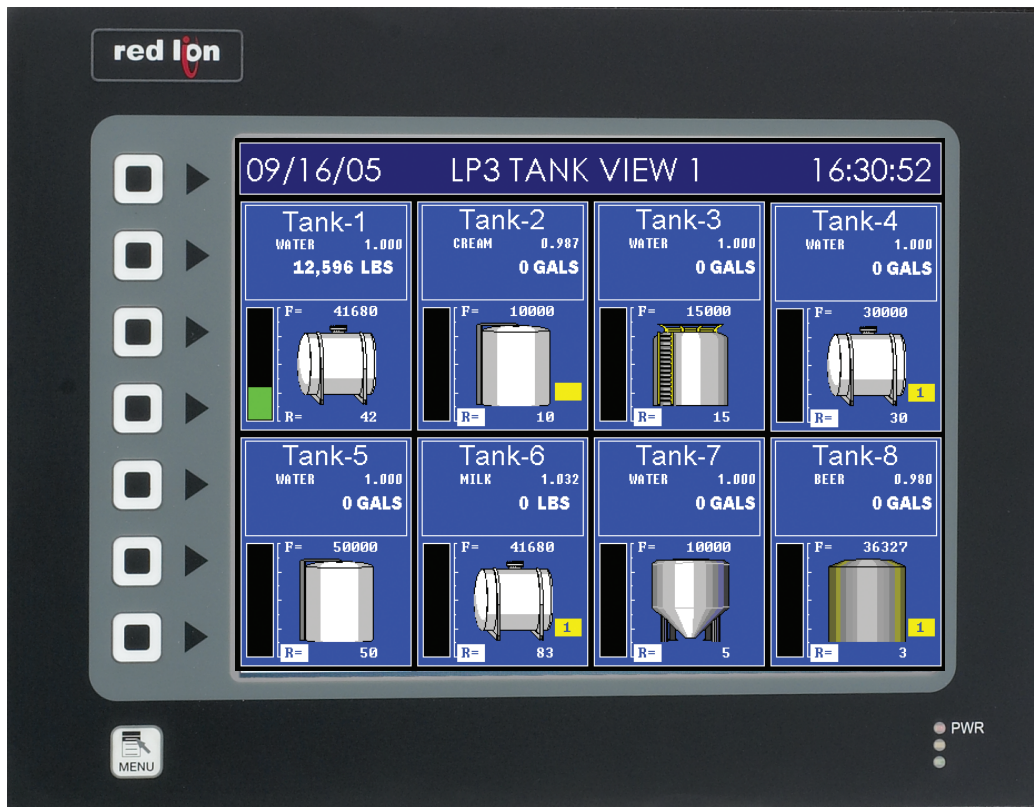 red lion
09/16/05 LP3 TANK VIEW 1 16:30:52
Tank-1
WATER 1.000
12,596 LBS
F= 41680
R= 42
Tank-2
CREAM 0.987
0 GALS
F= 10000
R= 10
Tank-3
WATER 1.000
0 GALS
F= 15000
R= 15
Tank-4
WATER 1.000
0 GALS
F= 30000
1
R= 30
Tank-5
WATER 1.000
0 GALS
F= 50000
R= 50
Tank-6
MILK 1.032
0 LBS
F= 41680
1
R= 83
Tank-7
WATER 1.000
0 GALS
F= 10000
R= 5
Tank-8
BEER 0.980
0 GALS
F= 36327
1
R= 3
MENU
PWR